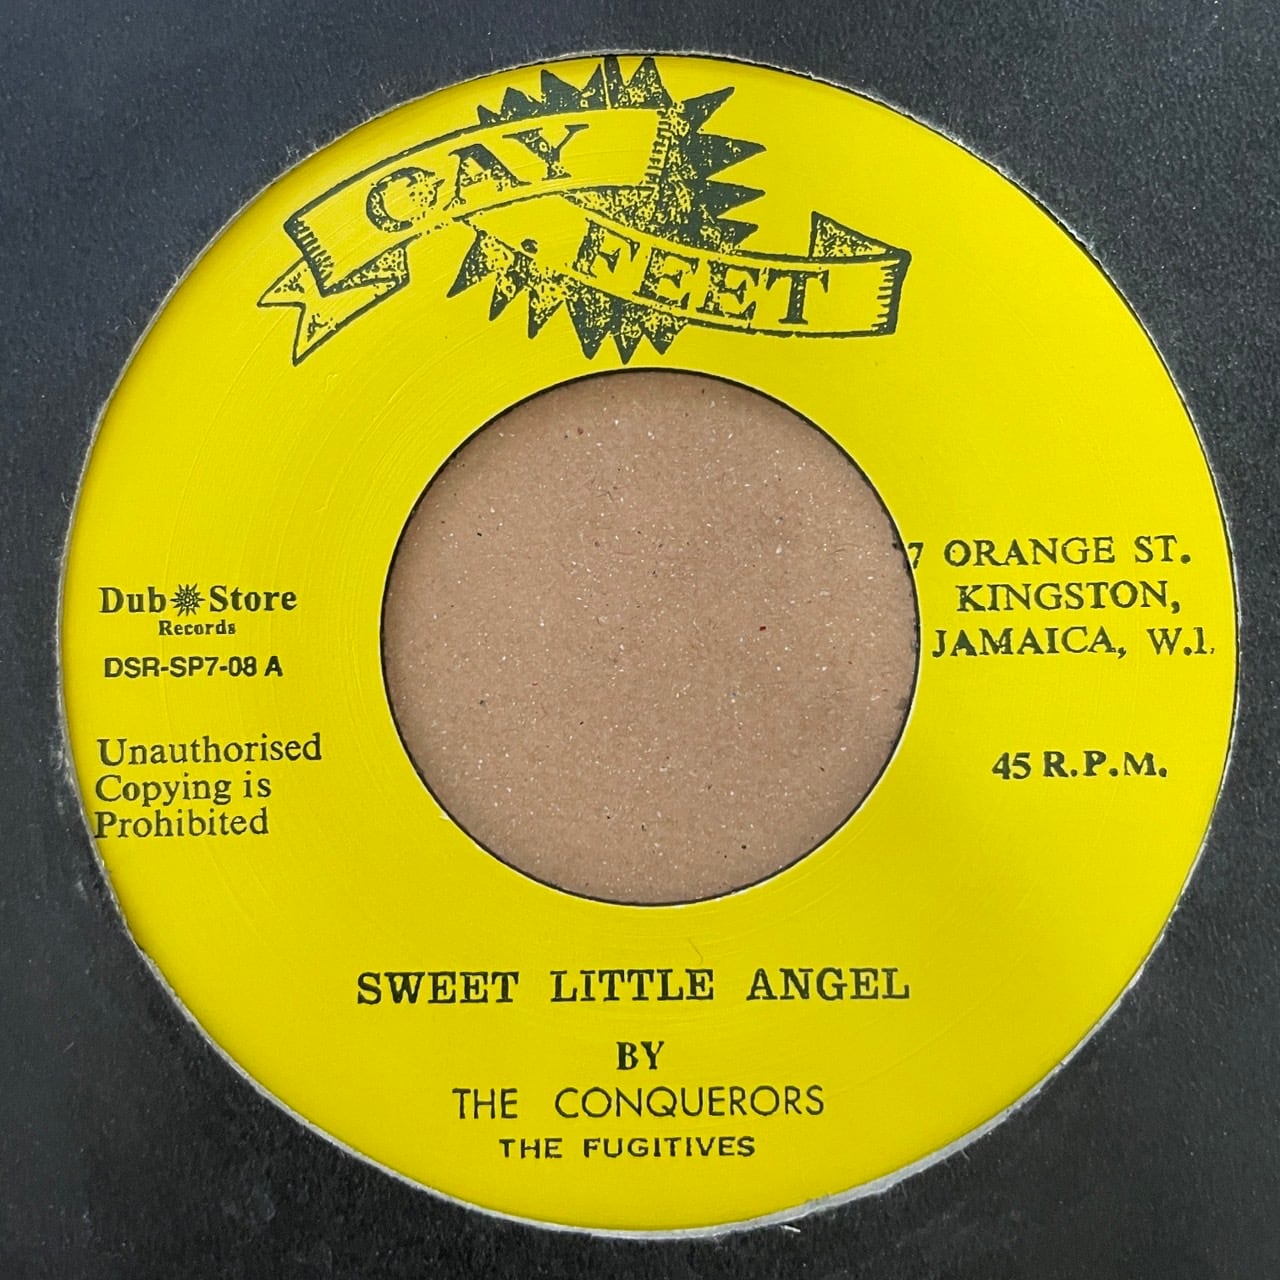 GAY
FEET
Dub Store
Records
DSR-SP7-08 A
Unauthorised
Copying is
Prohibited
7 ORANGE ST.
KINGSTON,
JAMAICA, W.I.
45 R.P.M.
SWEET LITTLE ANGEL
BY
THE CONQUERORS
THE FUGITIVES